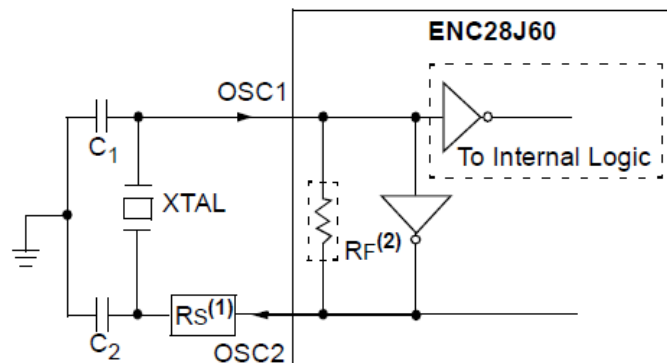 ENC28J60
OSC1
To Internal Logic
C1
XTAL
RF(2)
RS(1)
C2
OSC2